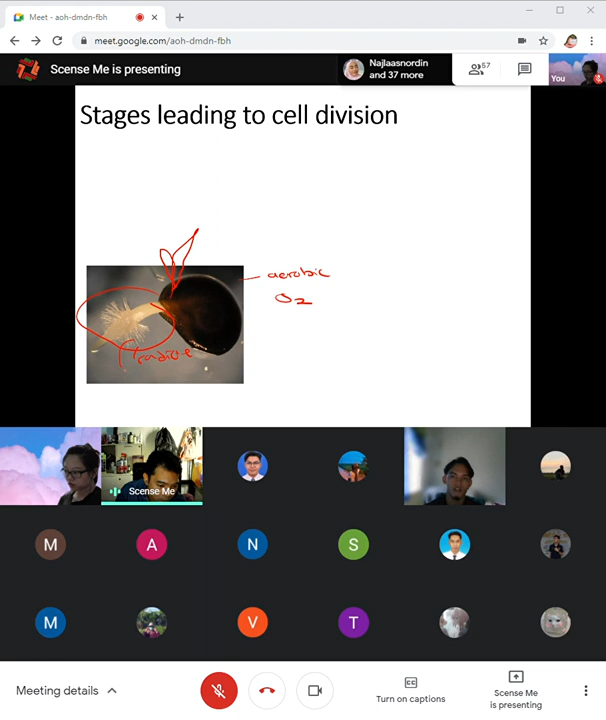 Meet - aoh-dmdn-fbh
meet.google.com/aoh-dmdn-fbh
Scense Me is presenting
Najlaasnordin
and 37 more
57
You
Stages leading to cell division
aerobic
O2
radicle
Scense Me
M
A
N
S
M
V
T
Meeting details
CC
Turn on captions
Scense Me
is presenting